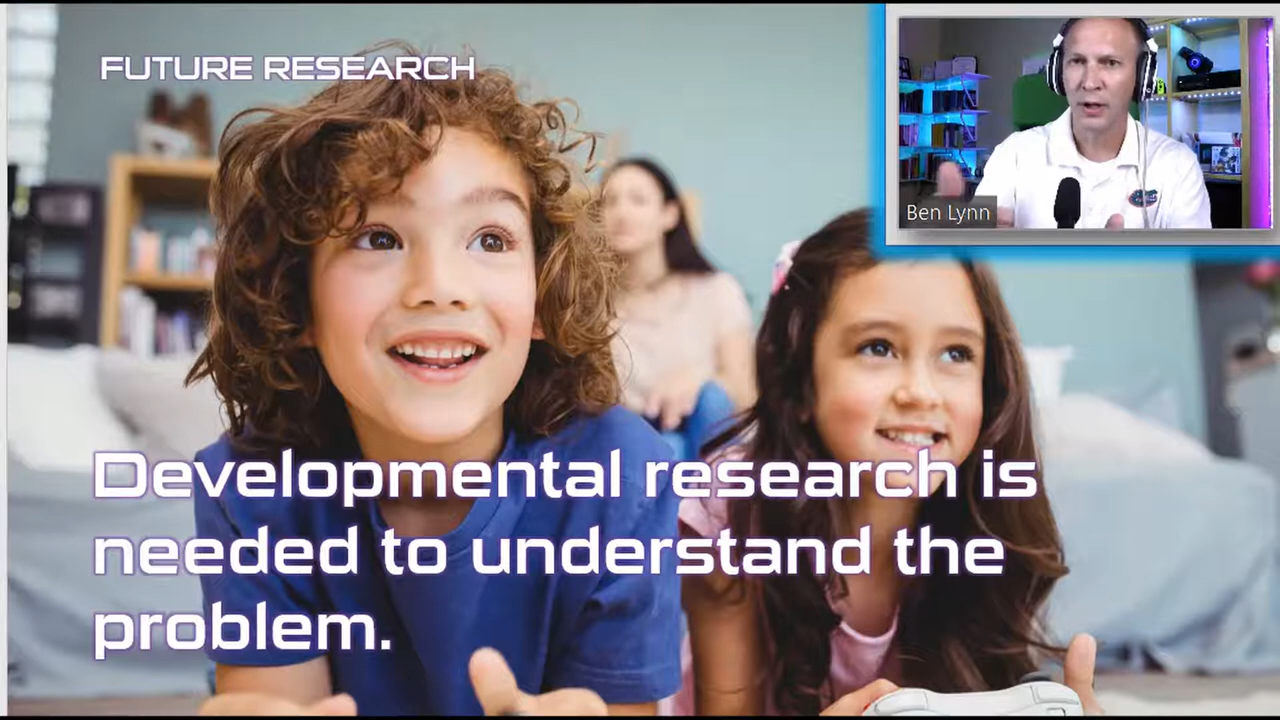 FUTURE RESEARCH
Ben Lynn
Developmental research is
needed to understand the
problem.